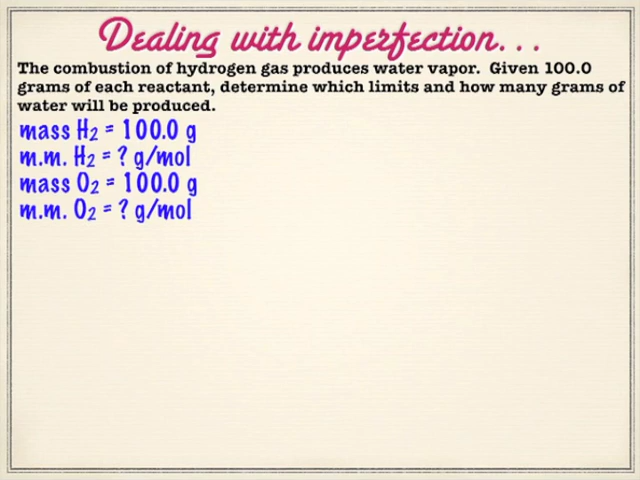 Dealing with imperfection...
The combustion of hydrogen gas produces water vapor. Given 100.0
grams of each reactant, determine which limits and how many grams of
water will be produced.
mass H₂ = 100.0 g
m.m. H₂ = ? g/mol
mass O₂ = 100.0 g
m.m. O₂ = ? g/mol